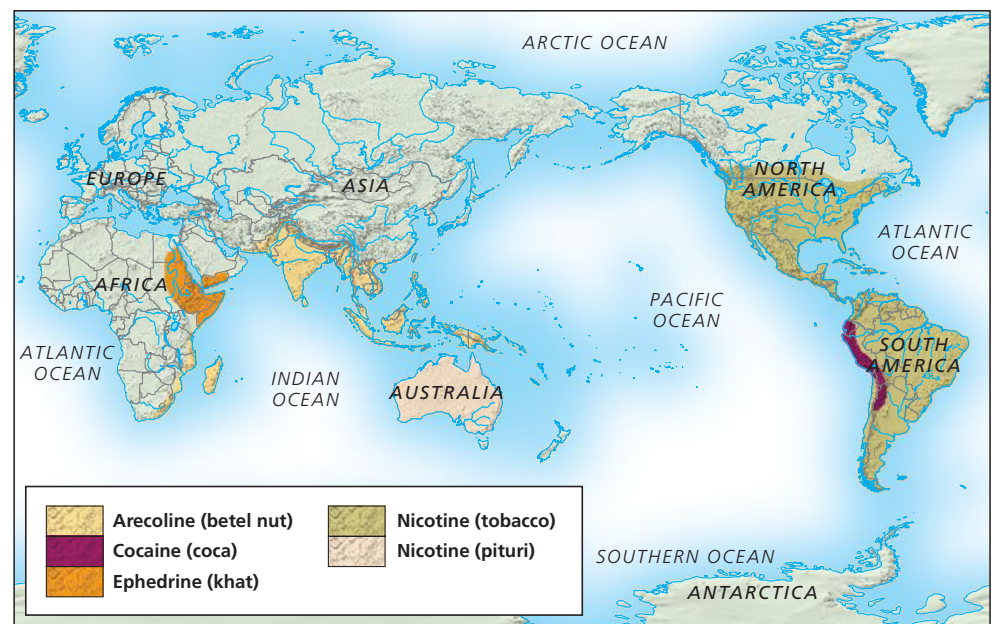 ARCTIC OCEAN
NORTH
AMERICA
EUROPE
ASIA
ATLANTIC
OCEAN
AFRICA
PACIFIC
OCEAN
ATLANTIC
OCEAN
SOUTH
AMERICA
INDIAN
OCEAN
AUSTRALIA
Arecoline (betel nut)
Cocaine (coca)
Ephedrine (khat)
Nicotine (tobacco)
Nicotine (pituri)
SOUTHERN OCEAN
ANTARCTICA